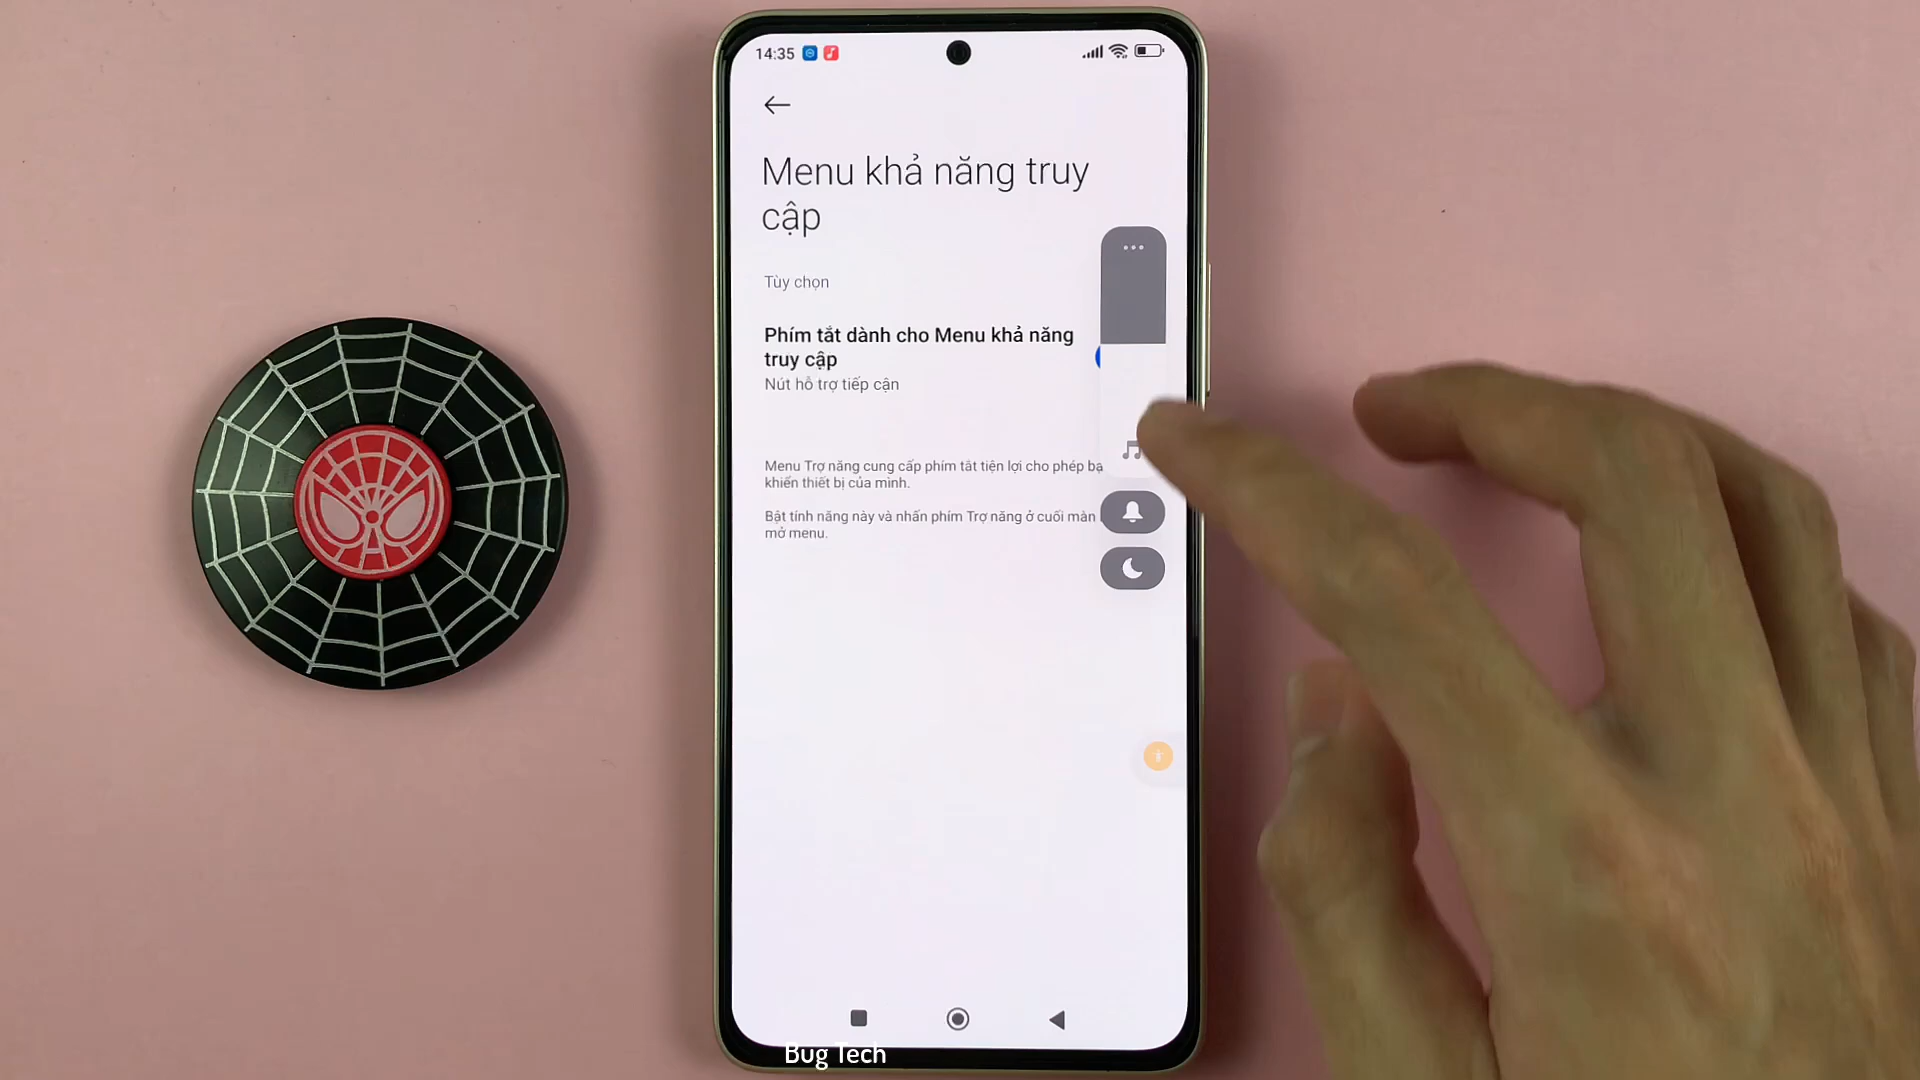 14:35
Menu khả năng truy
cập
Tùy chọn
Phím tắt dành cho Menu khả năng
truy cập
Nút hỗ trợ tiếp cận
Menu Trợ năng cung cấp phím tắt tiện lợi cho phép
khiển thiết bị của mình.
Bật tính năng này và nhấn phím Trợ năng ở cuối màn
mở menu.
Bug Tech